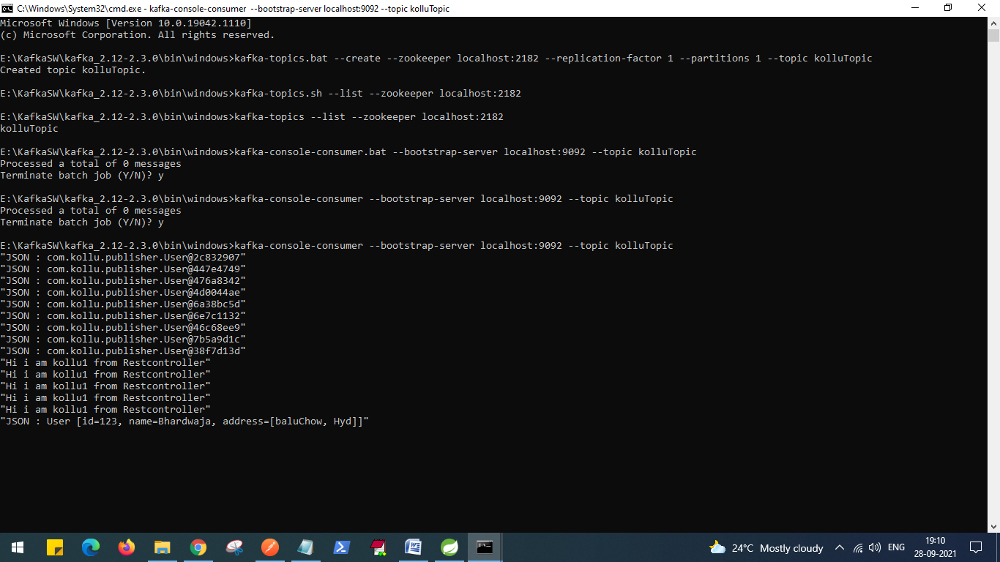 C:\Windows\System32\cmd.exe - kafka-console-consumer --bootstrap-server localhost:9092 --topic kolluTopic
Microsoft Windows [Version 10.0.19042.1110]
(c) Microsoft Corporation. All rights reserved.
E:\KafkaSW\kafka_2.12-2.3.0\bin\windows>kafka-topics.bat --create --zookeeper localhost:2182 --replication-factor 1 --partitions 1 --topic kolluTopic
Created topic kolluTopic.
E:\KafkaSW\kafka_2.12-2.3.0\bin\windows>kafka-topics.sh --list --zookeeper localhost:2182
E:\KafkaSW\kafka_2.12-2.3.0\bin\windows>kafka-topics --list --zookeeper localhost:2182
kolluTopic
E:\KafkaSW\kafka_2.12-2.3.0\bin\windows>kafka-console-consumer.bat --bootstrap-server localhost:9092 --topic kolluTopic
Processed a total of 0 messages
Terminate batch job (Y/N)? y
E:\KafkaSW\kafka_2.12-2.3.0\bin\windows>kafka-console-consumer --bootstrap-server localhost:9092 --topic kolluTopic
Processed a total of 0 messages
Terminate batch job (Y/N)? y
E:\KafkaSW\kafka_2.12-2.3.0\bin\windows>kafka-console-consumer --bootstrap-server localhost:9092 --topic kolluTopic
"JSON : com.kollu.publisher.User@2c832907"
"JSON : com.kollu.publisher.User@447e4749"
"JSON : com.kollu.publisher.User@476a8342"
"JSON : com.kollu.publisher.User@4d0044ae"
"JSON : com.kollu.publisher.User@6a38bc5d"
"JSON : com.kollu.publisher.User@6e7c1132"
"JSON : com.kollu.publisher.User@46c68ee9"
"JSON : com.kollu.publisher.User@7b5a9d1c"
"JSON : com.kollu.publisher.User@38f7d13d"
"Hi i am kollu1 from Restcontroller"
"Hi i am kollu1 from Restcontroller"
"Hi i am kollu1 from Restcontroller"
"Hi i am kollu1 from Restcontroller"
"Hi i am kollu1 from Restcontroller"
"JSON : User [id=123, name=Bhardwaja, address=[baluChow, Hyd]]"
24°C Mostly cloudy ENG 19:10
28-09-2021